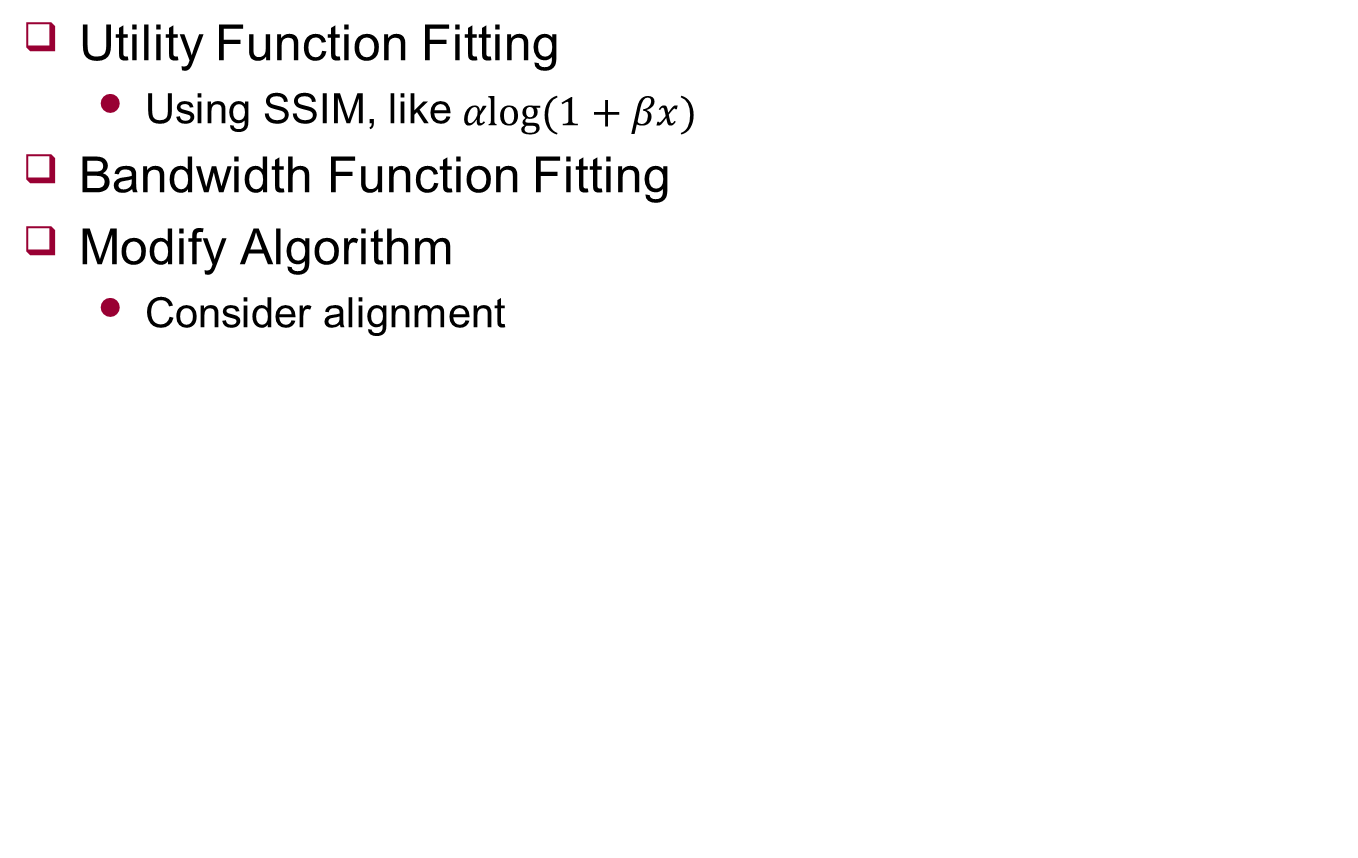 Utility Function Fitting
Using SSIM, like αlog(1 + βx)
Bandwidth Function Fitting
Modify Algorithm
Consider alignment